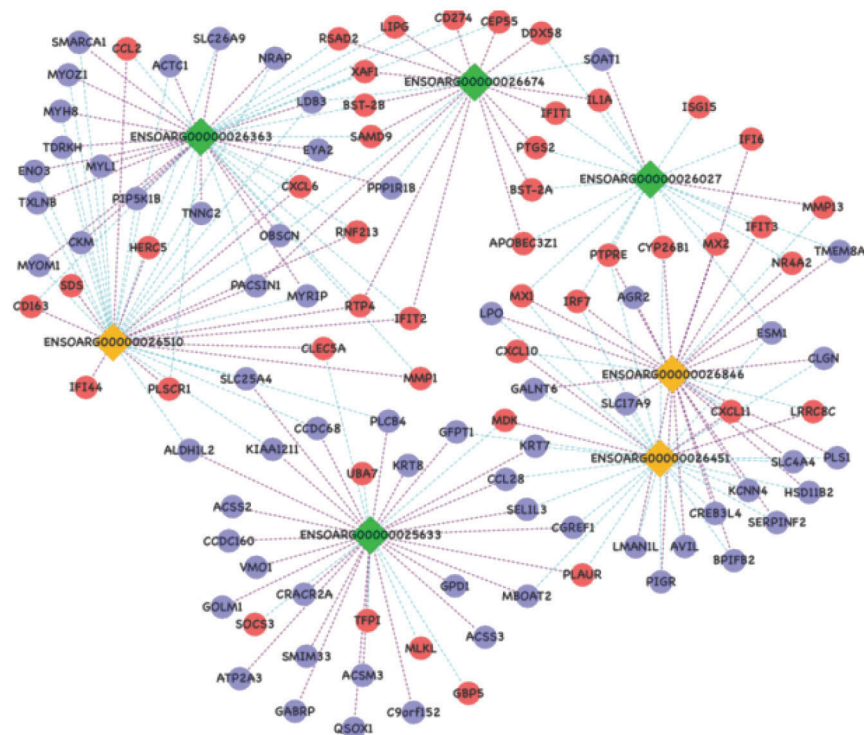 CD274
CEP55
LIPG
SLC26A9
RSAD2
DDX58
SMARCA1
CCL2
SOAT1
NRAP
ACTC1
XAF1
MYOZ1
ENSOARG00000026674
LDB3
BST-2B
IL1A
ISG15
MYH8
IFIT1
ENSOARG00000026363
SAMD9
IFI6
TDRKH
EYA2
PTGS2
ENO3
MYL1
ENSOARG00000026027
CXCL6
PPP1R1B
BST-2A
TXLNB
PIP5K1B
MMP13
TNNC2
IFIT3
OBSCN
RNF213
APOBEC3Z1
CKM
HERC5
PTPRE
CYP26B1
MX2
TMEM8A
MYOM1
NR4A2
SDS
PACSIN1
MYRIP
MX1
IRF7
AGR2
CD163
RTP4
LPO
IFIT2
ESM1
ENSOARG00000026510
CLEC5A
CXCL10
CLGN
ENSOARG00000026846
IFI44
PLSCR1
SLC25A4
MMP1
GALNT6
SLC17A9
CXCL11
LRRC8C
CCDC68
PLCB4
MDK
GFPT1
ALDH1L2
KIAA1211
KRT7
ENSOARG00000026451
SLC4A4
PLS1
UBA7
KRT8
CCL28
KCNN4
HSD11B2
ACSS2
SEL1L3
CREB3L4
SERPINF2
CGREF1
ENSOARG00000025633
CCDC160
LMAN1L
AVIL
BPIFB2
VMO1
PLAUR
PIGR
CRACR2A
GPD1
MBOAT2
GOLM1
SOCS3
TFPI
ACSS3
SMIM33
MLKL
ATP2A3
ACSM3
GBP5
GABRP
C9orf152
QSOX1